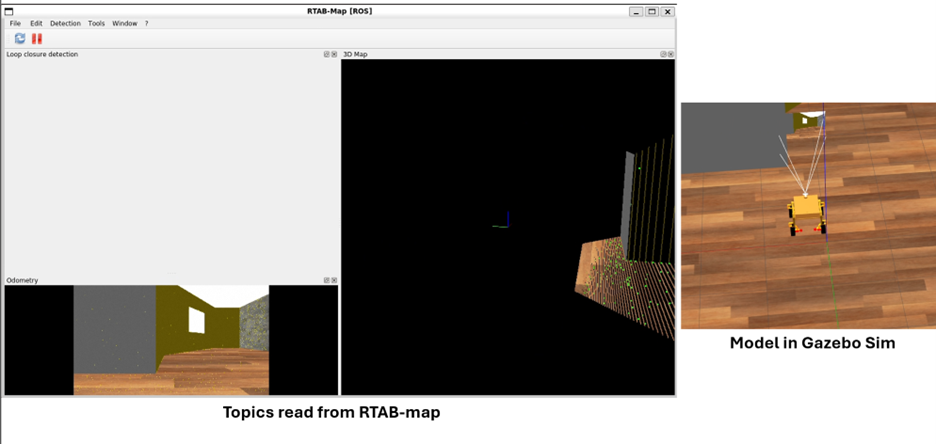 RTAB-Map [ROS]
File Edit Detection Tools Window ?
Loop closure detection
3D Map
Odometry
Model in Gazebo Sim
Topics read from RTAB-map